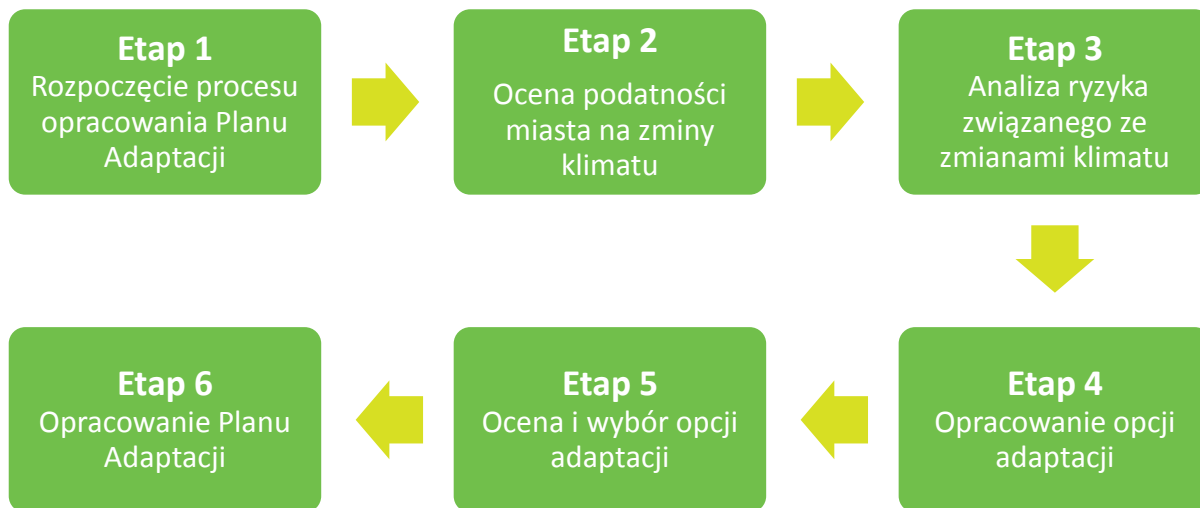 Etap 1
Rozpoczęcie procesu
opracowania Planu
Adaptacji
Etap 2
Ocena podatności
miasta na zminy
klimatu
Etap 3
Analiza ryzyka
związanego ze
zmianami klimatu
Etap 4
Opracowanie opcji
adaptacji
Etap 5
Ocena i wybór opcji
adaptacji
Etap 6
Opracowanie Planu
Adaptacji